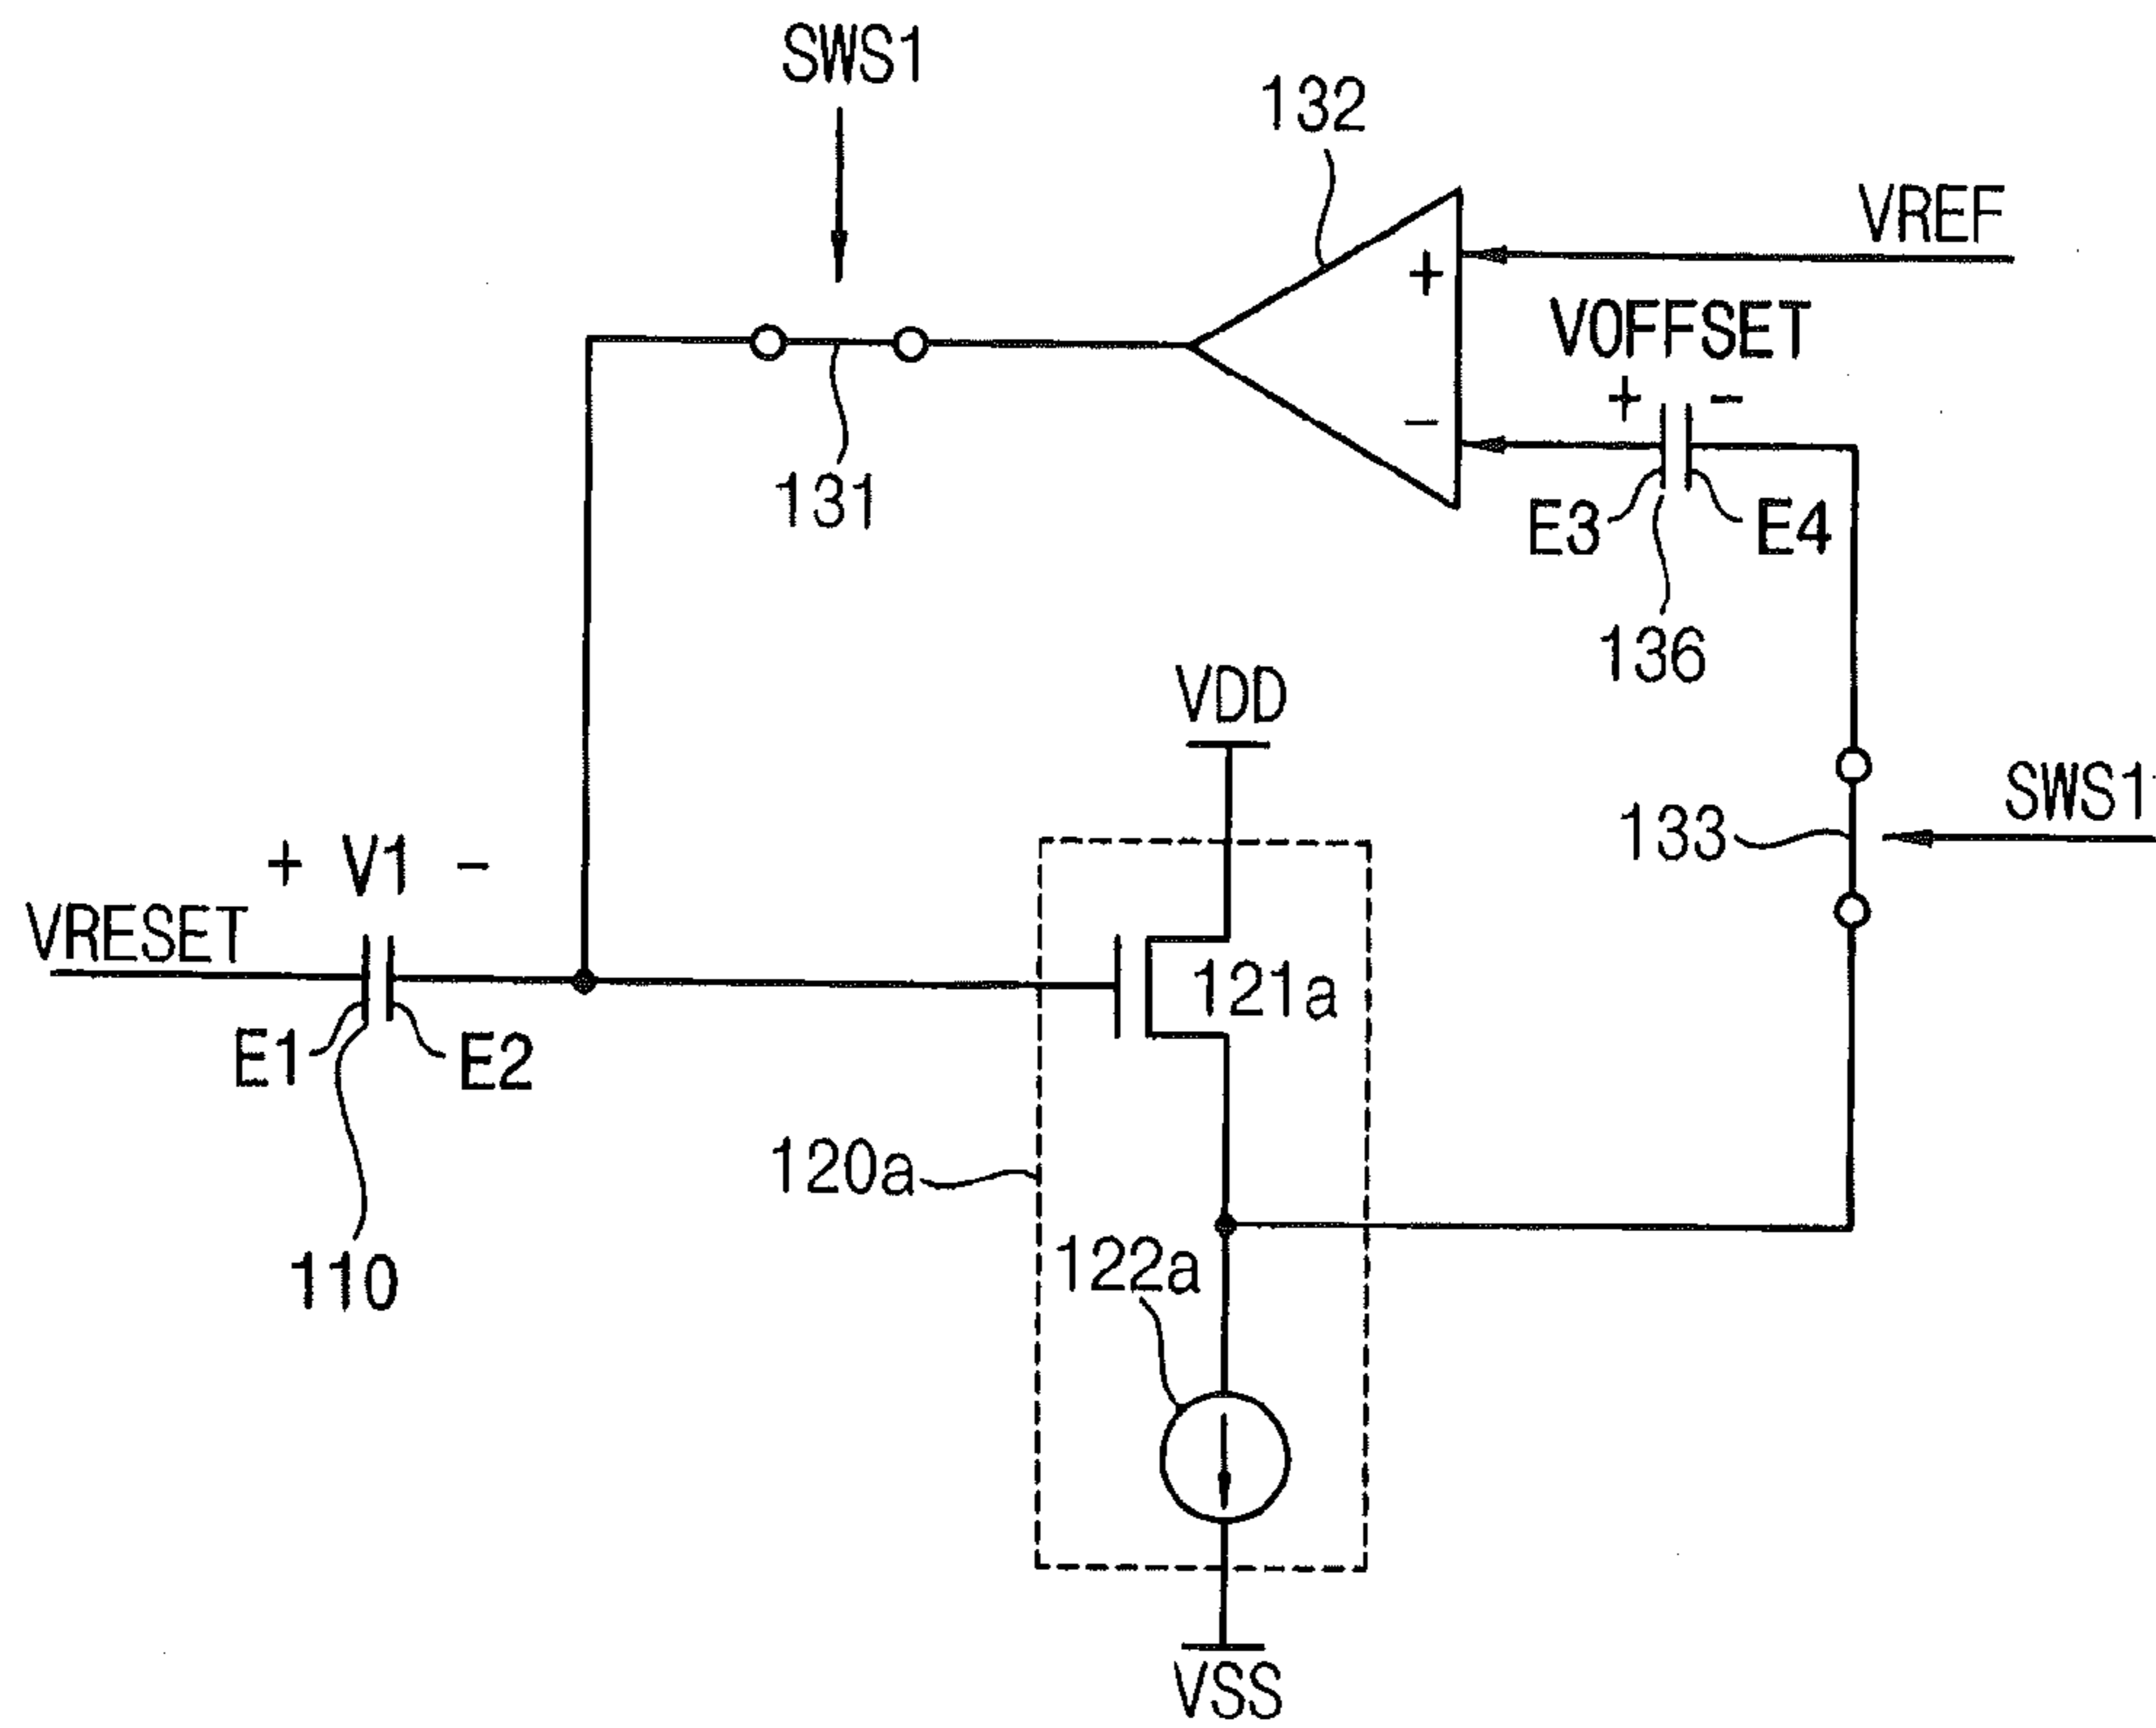 SWS1
132
VREF
VOFFSET
+
+ -
-
131
E3
E4
136
VDD
SWS1
133
+ V1 -
VRESET
121a
E1
E2
120a
122a
110
VSS